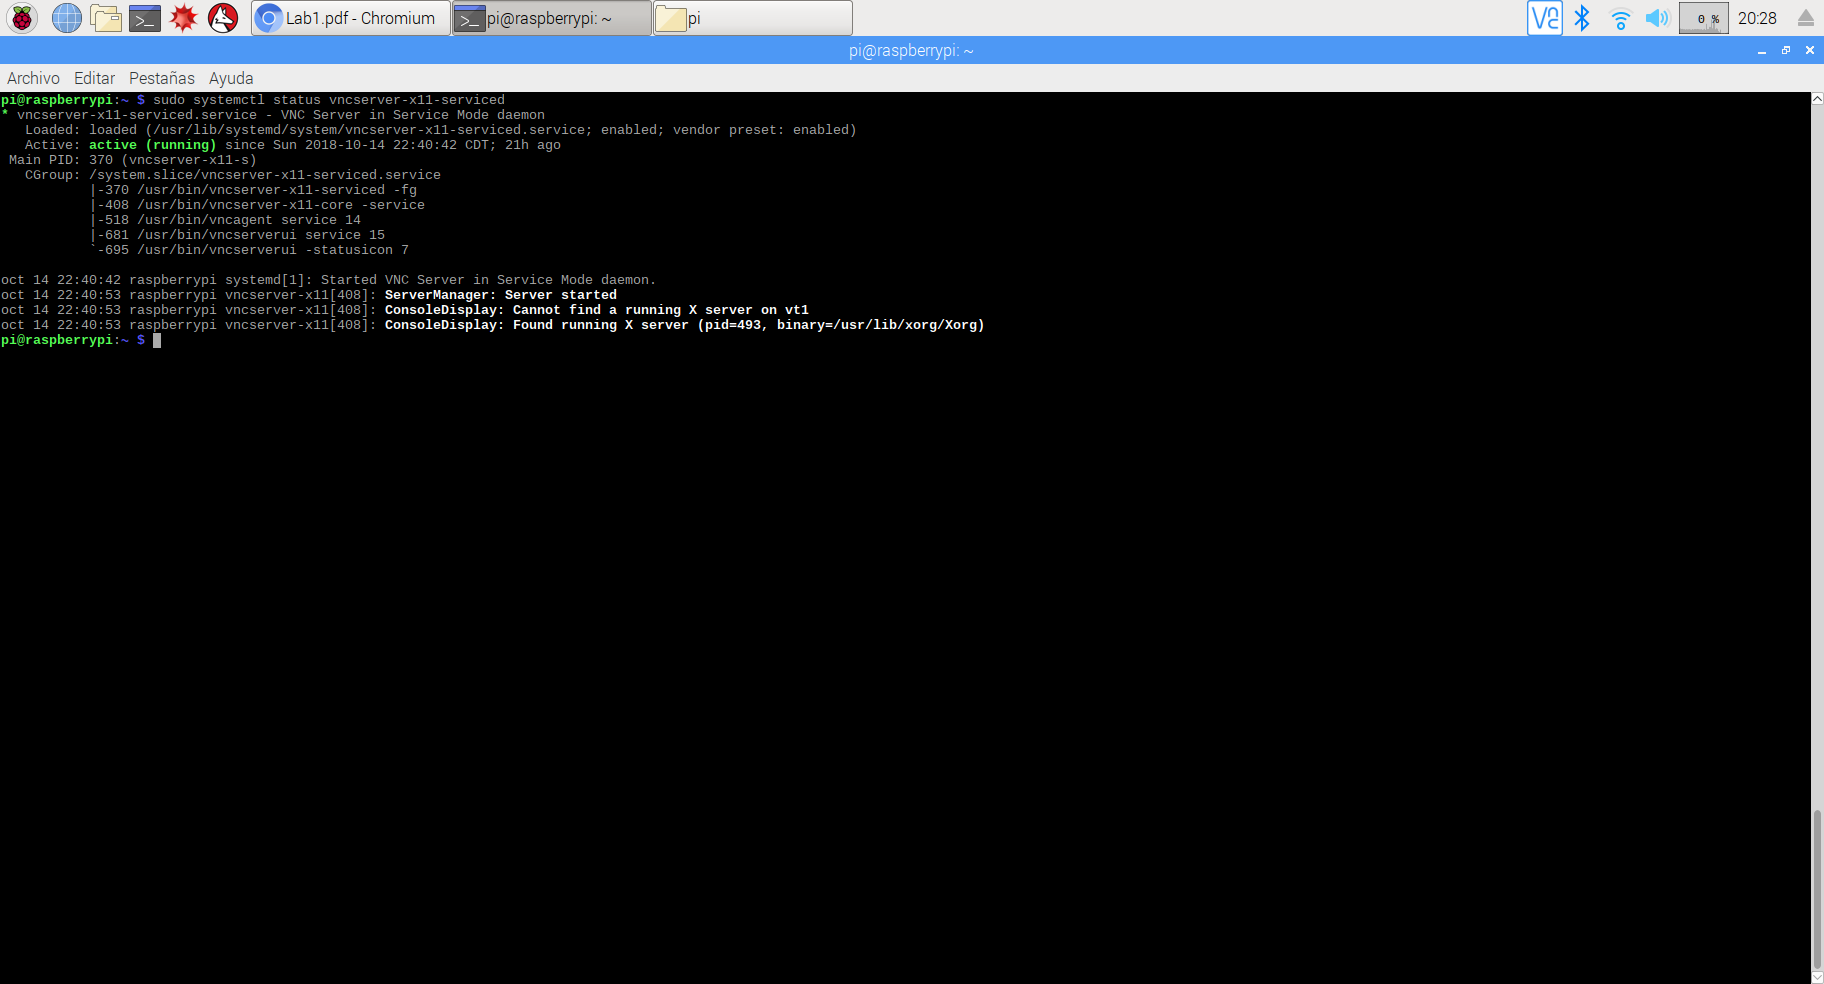 Lab1.pdf - Chromium
pi@raspberrypi: ~
pi
0 %
20:28
pi@raspberrypi: ~
Archivo Editar Pestañas Ayuda
pi@raspberrypi:~ $ sudo systemctl status vncserver-x11-serviced
* vncserver-x11-serviced.service - VNC Server in Service Mode daemon
   Loaded: loaded (/usr/lib/systemd/system/vncserver-x11-serviced.service; enabled; vendor preset: enabled)
   Active: active (running) since Sun 2018-10-14 22:40:42 CDT; 21h ago
 Main PID: 370 (vncserver-x11-s)
   CGroup: /system.slice/vncserver-x11-serviced.service
           |-370 /usr/bin/vncserver-x11-serviced -fg
           |-408 /usr/bin/vncserver-x11-core -service
           |-518 /usr/bin/vncagent service 14
           |-681 /usr/bin/vncserverui service 15
           `-695 /usr/bin/vncserverui -statusicon 7
oct 14 22:40:42 raspberrypi systemd[1]: Started VNC Server in Service Mode daemon.
oct 14 22:40:53 raspberrypi vncserver-x11[408]: ServerManager: Server started
oct 14 22:40:53 raspberrypi vncserver-x11[408]: ConsoleDisplay: Cannot find a running X server on vt1
oct 14 22:40:53 raspberrypi vncserver-x11[408]: ConsoleDisplay: Found running X server (pid=493, binary=/usr/lib/xorg/Xorg)
pi@raspberrypi:~ $